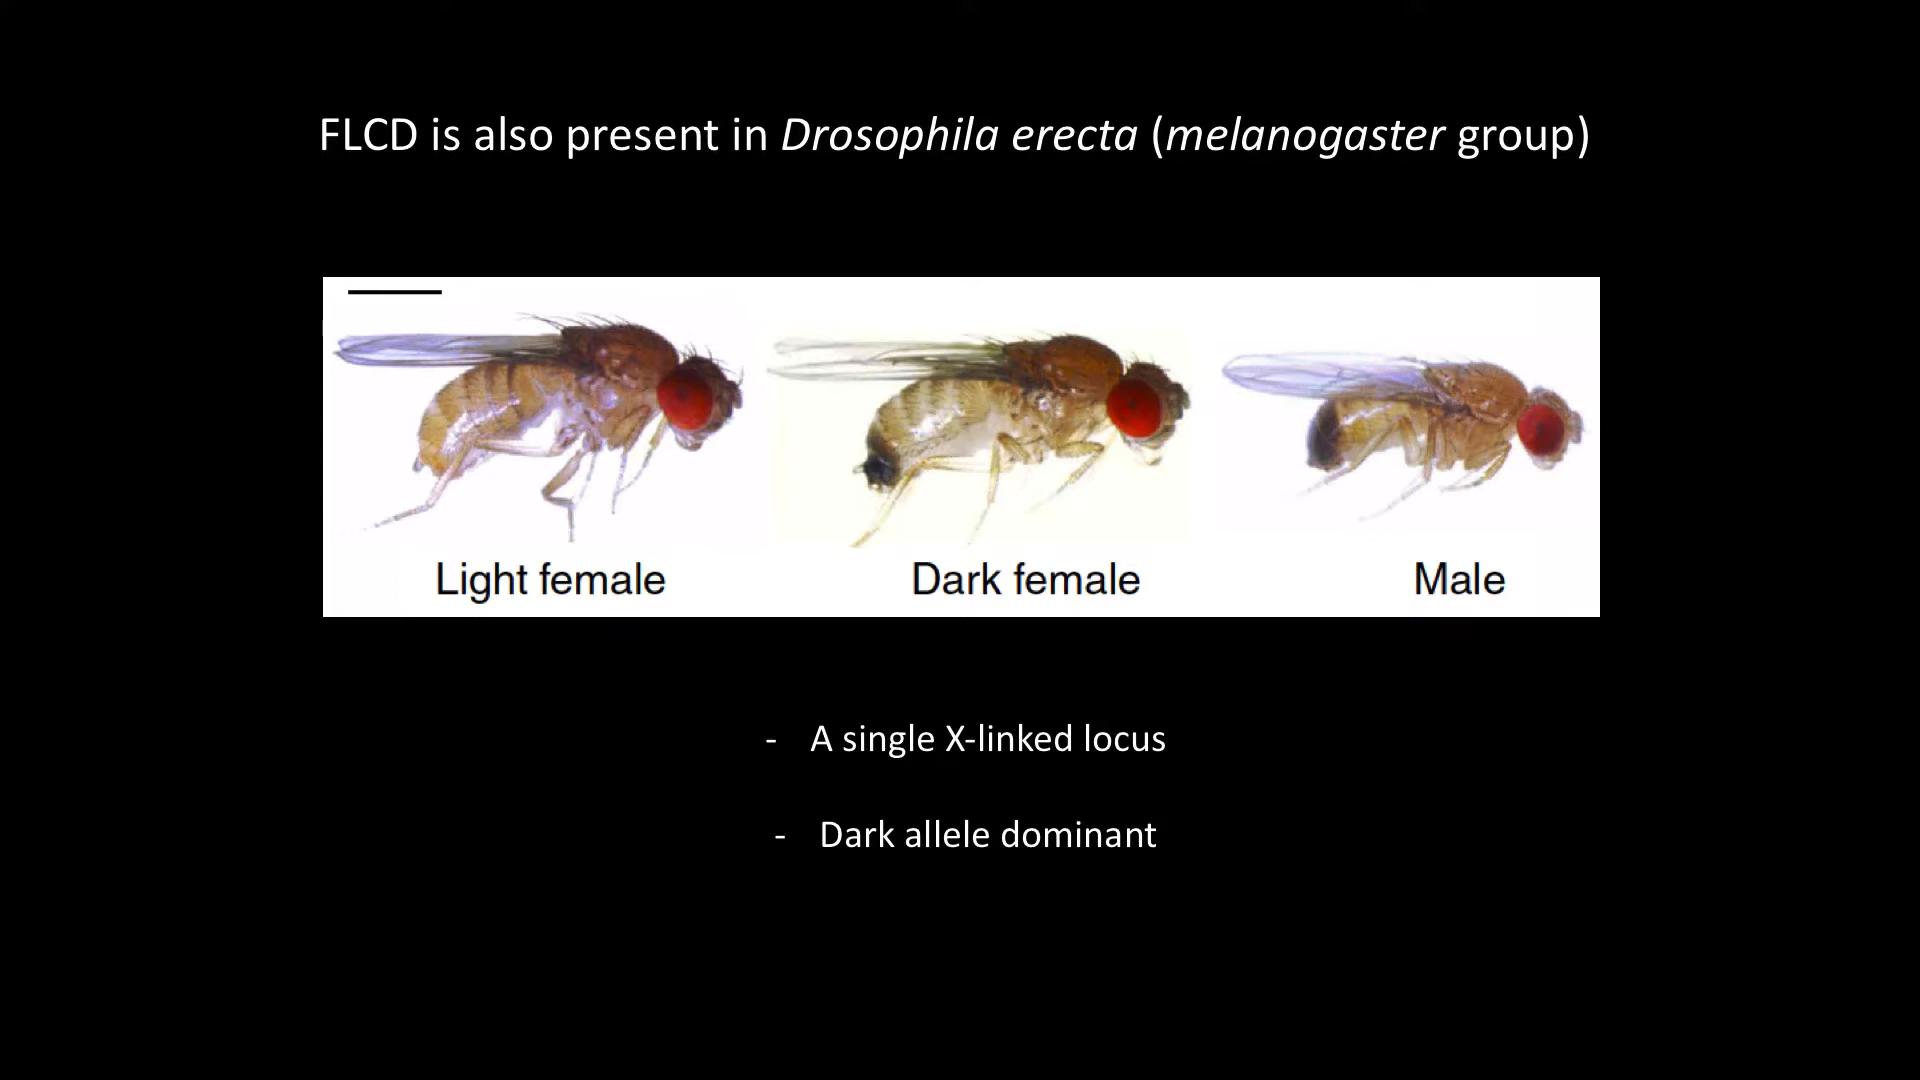 FLCD is also present in Drosophila erecta (melanogaster group)
Light female
Dark female
Male
- A single X-linked locus
- Dark allele dominant